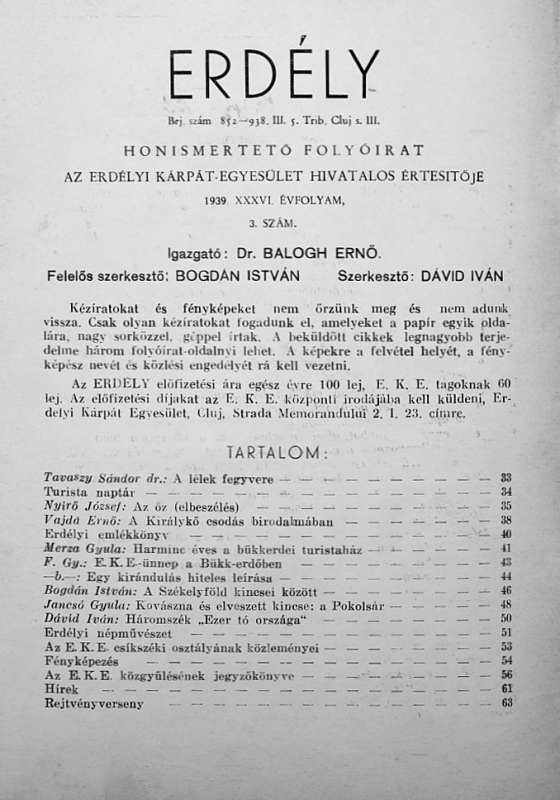 ERDÉLY
Bej. szám 852—938. III. 5. Trib. Cluj s. III.
HONISMERTETŐ FOLYÓIRAT
AZ ERDÉLYI KÁRPÁT-EGYESÜLET HIVATALOS ÉRTESITŐJE
1939 XXXVI. ÉVFOLYAM,
3. SZÁM.
Igazgató: Dr. BALOGH ERNŐ.
Felelős szerkesztő: BOGDÁN ISTVÁN Szerkesztő: DÁVID IVÁN
Kéziratokat és fényképeket nem őrzünk meg és nem adunk
vissza. Csak olyan kéziratokat fogadunk el, amelyeket a papír egyik olda-
lára, nagy sorközzel, géppel írtak. A beküldött cikkek legnagyobb terje-
delme három folyóirat-oldalnyi lehet. A képekre a felvétel helyét, a fény-
képész nevét és közlési engedélyét rá kell vezetni.
Az ERDÉLY előfizetési ára egész évre 100 lej, E. K. E. tagoknak 60
lej. Az előfizetési díjakat az E. K. E. központi irodájába kell küldeni, Er-
delyi Kárpát Egyesület, Cluj, Strada Memorandului 2. I. 23. címre.
TARTALOM:
Tavaszy Sándor dr.: A lélek fegyvere — 33
Turista naptár — 34
Nyirő József: Az őz (elbeszélés) — 35
Vajda Ernő: A Királykő csodás birodalmában — 38
Erdélyi emlékkönyv — 40
Merza Gyula: Harminc éves a bükkerdei turistaház — 41
F. Gy.: E. K. E.-ünnep a Bükk-erdőben — 43
—b.—: Egy kirándulás hiteles leírása — 44
Bogdán István: A Székelyföld kincsei között — 46
Jancsó Gyula: Kovászna és elveszett kincse: a Pokolsár — 48
Dávid Iván: Háromszék „Ezer tó országa“ — 50
Erdélyi népművészet — 51
Az E. K. E. csíkszéki osztályának közleményei — 53
Fényképezés — 54
Az E. K. E. közgyűlésének jegyzőkönyve — 56
Hírek — 61
Rejtvényverseny — 63